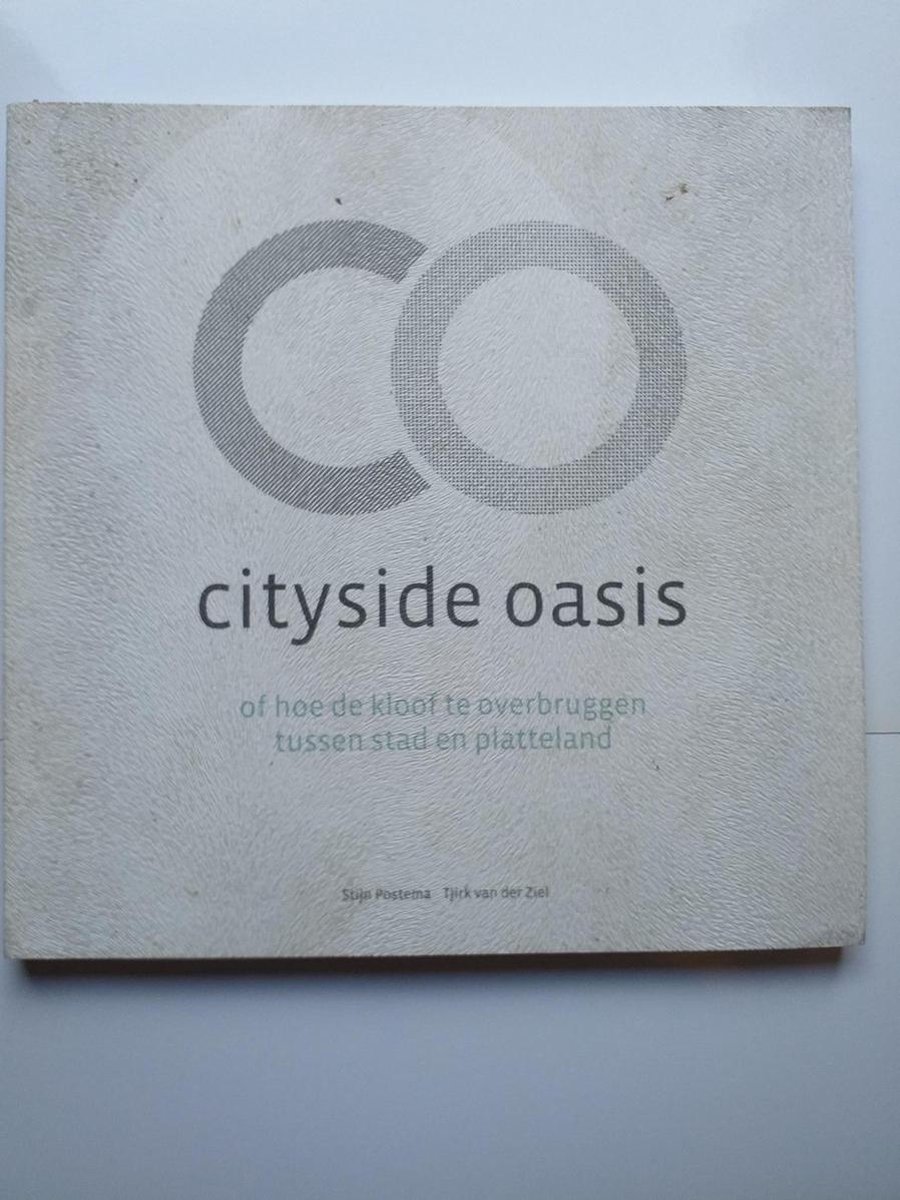 CO
cityside oasis
of hoe de kloof te overbruggen
tussen stad en platteland
Stijn Postema Tjirk van der Ziel